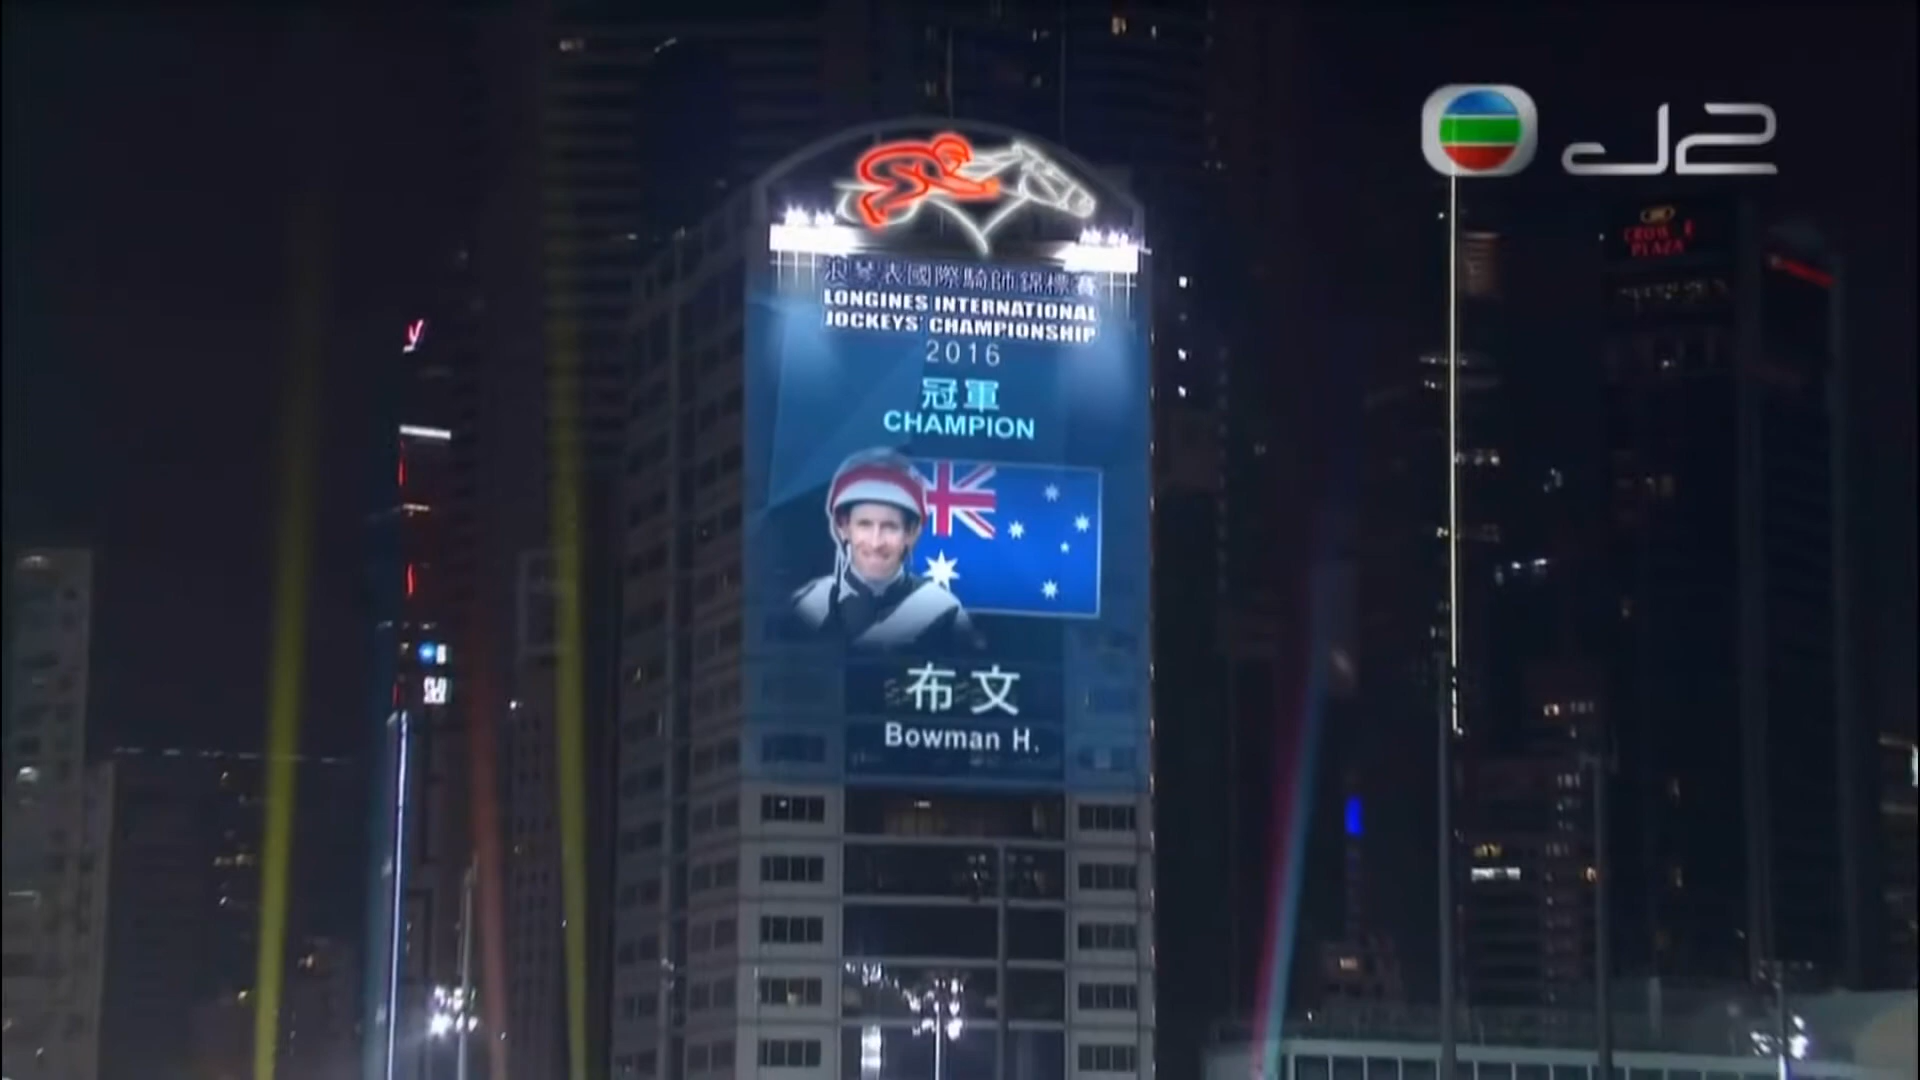 J2
浪琴表國際騎師錦標賽
LONGINES INTERNATIONAL
JOCKEYS' CHAMPIONSHIP
2016
冠軍
CHAMPION
布文
Bowman H.
PLAZA